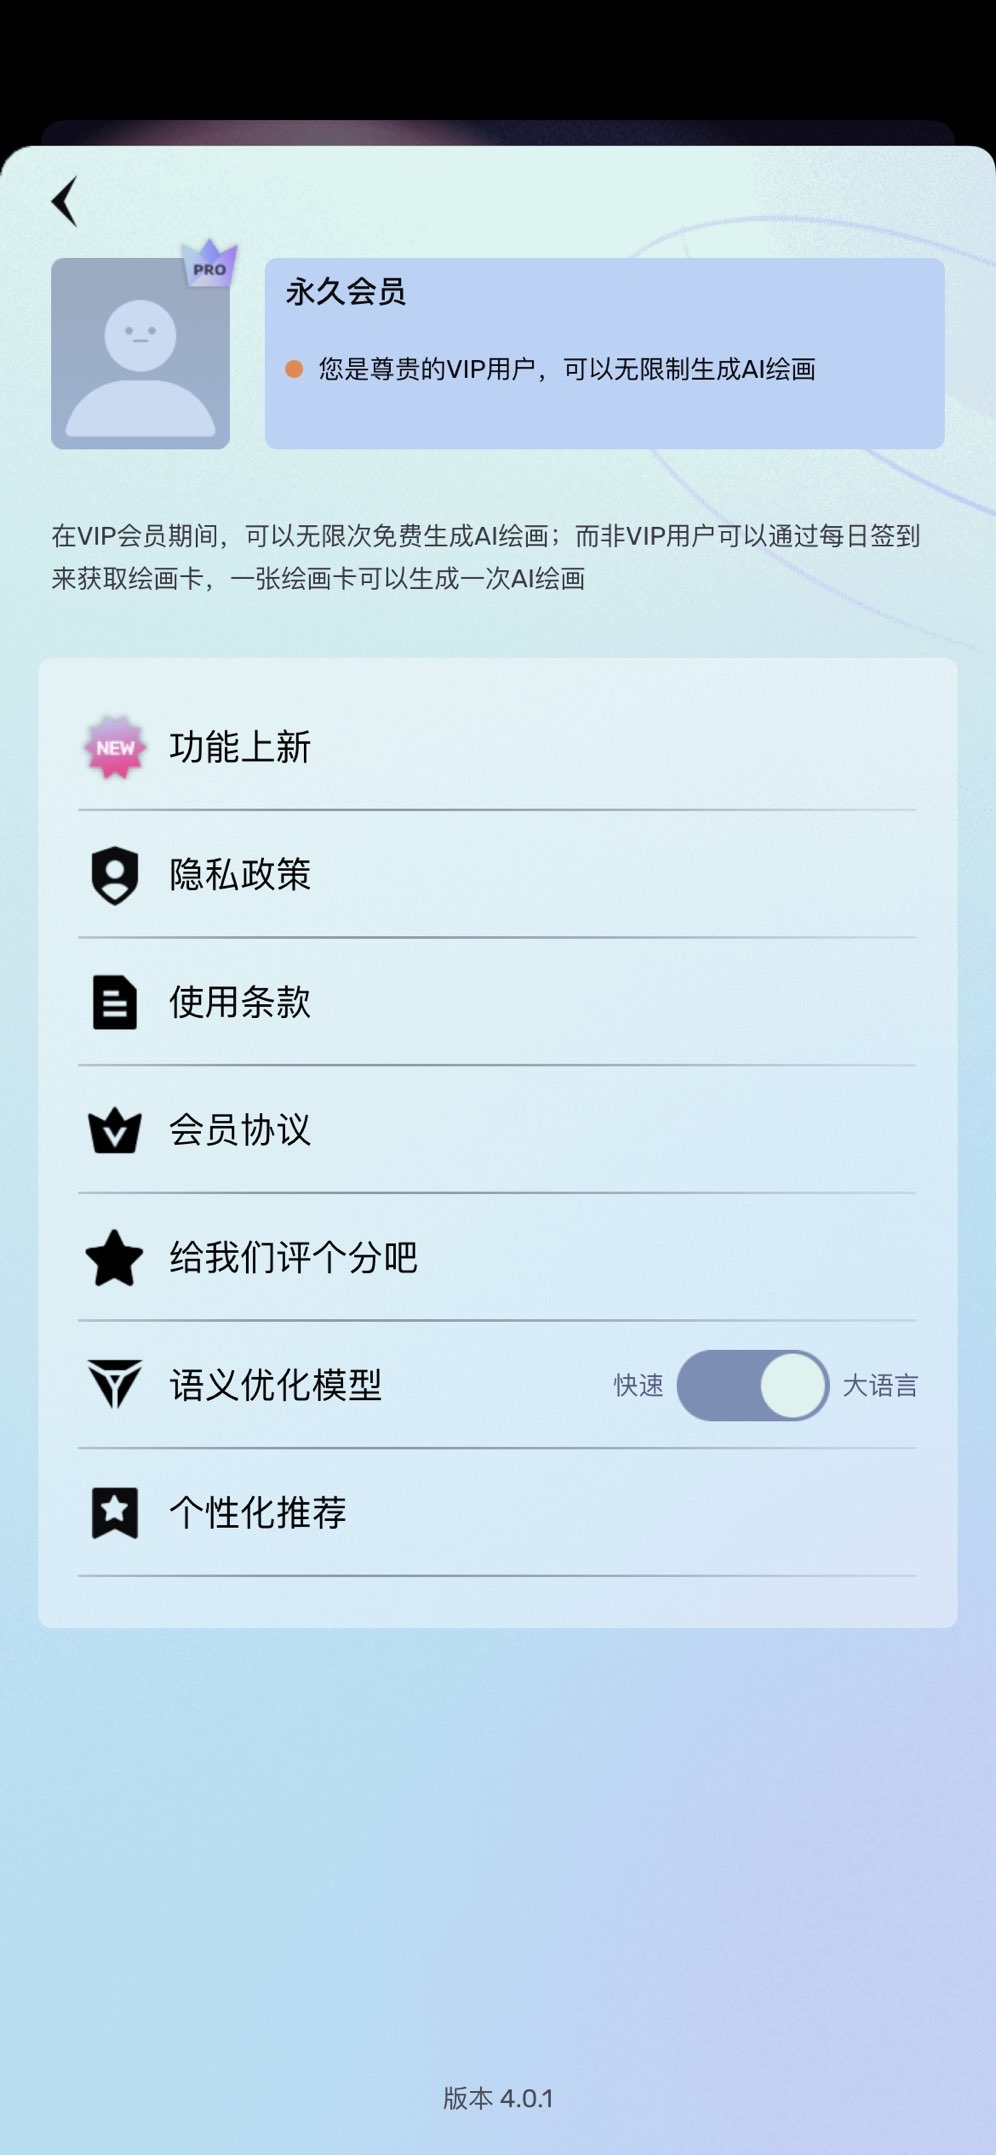 PRO
永久会员
您是尊贵的VIP用户，可以无限制生成AI绘画
在VIP会员期间，可以无限次免费生成AI绘画；而非VIP用户可以通过每日签到
来获取绘画卡，一张绘画卡可以生成一次AI绘画
NEW 功能上新
隐私政策
使用条款
会员协议
给我们评个分吧
语义优化模型 快速 大语言
个性化推荐
版本 4.0.1